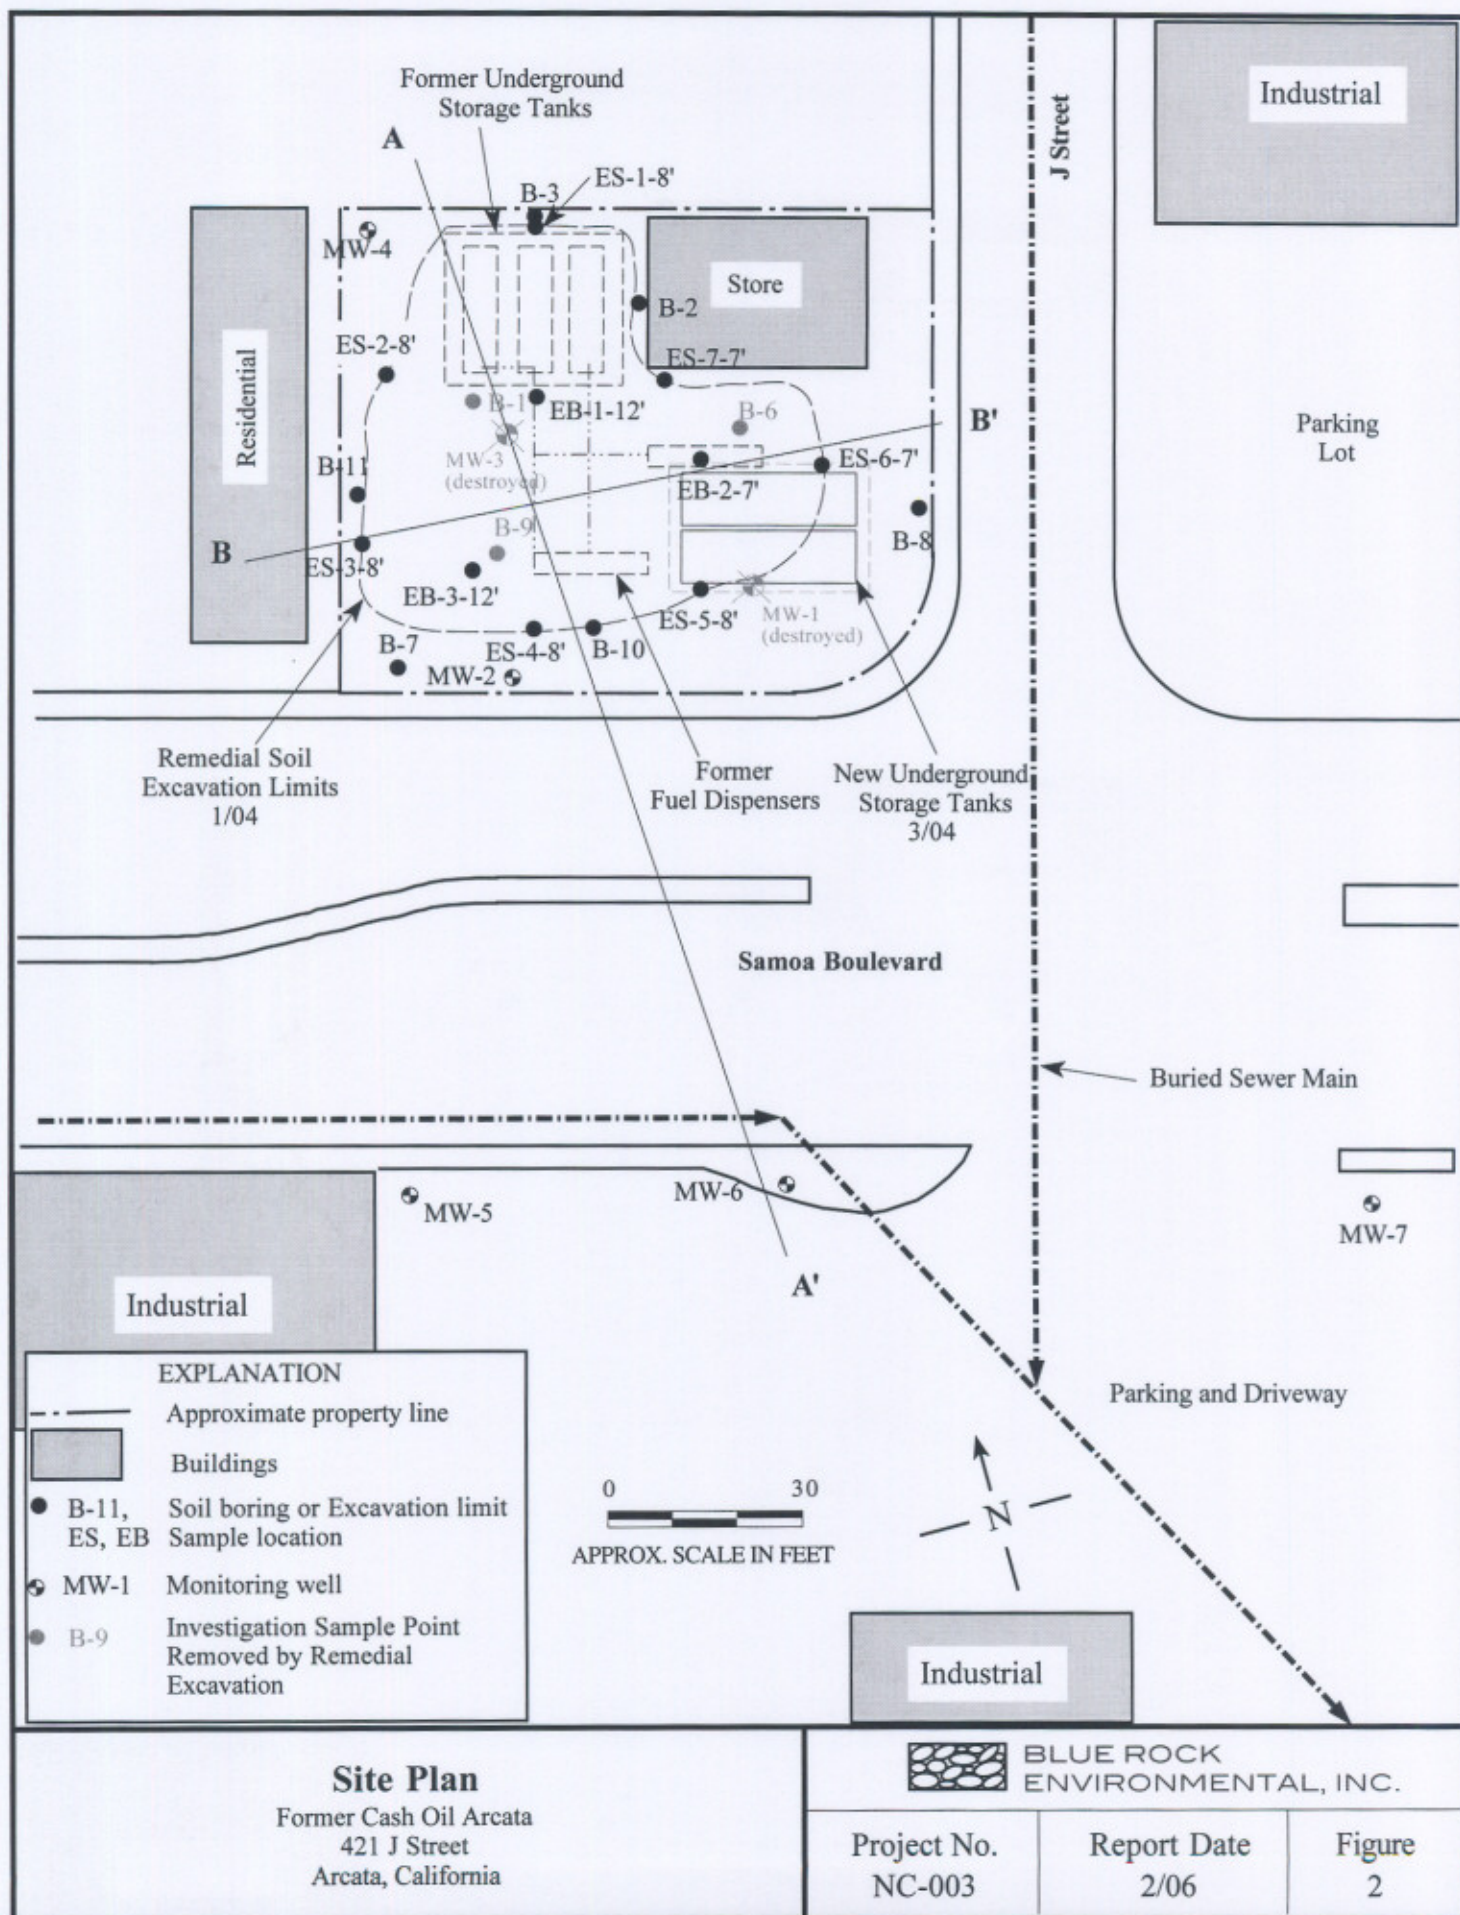 Former Underground
Storage Tanks
Industrial
J Street
A
ES-1-8'
B-3
MW-4
Store
B-2
ES-2-8'
ES-7-7'
Residential
B-1
EB-1-12'
B-6
B'
Parking
Lot
MW-3
(destroyed)
B-11
ES-6-7'
EB-2-7'
B-9
B-8
B
ES-3-8'
EB-3-12'
ES-5-8'
MW-1
(destroyed)
B-7
ES-4-8'
B-10
MW-2
Remedial Soil
Excavation Limits
1/04
Former
Fuel Dispensers
New Underground
Storage Tanks
3/04
Samoa Boulevard
Buried Sewer Main
MW-5
MW-6
MW-7
A'
Industrial
Parking and Driveway
EXPLANATION
Approximate property line
Buildings
B-11, Soil boring or Excavation limit
ES, EB Sample location
MW-1 Monitoring well
B-9 Investigation Sample Point
Removed by Remedial
Excavation
0 30
APPROX. SCALE IN FEET
N
Industrial
Site Plan
Former Cash Oil Arcata
421 J Street
Arcata, California
BLUE ROCK
ENVIRONMENTAL, INC.
Project No.
NC-003
Report Date
2/06
Figure
2